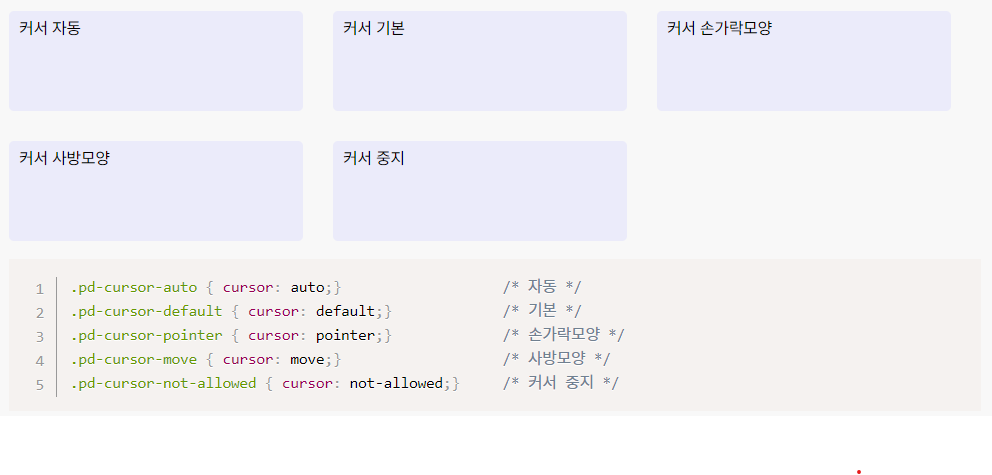 커서 자동
커서 기본
커서 손가락모양
커서 사방모양
커서 중지
1 .pd-cursor-auto { cursor: auto;} /* 자동 */
2 .pd-cursor-default { cursor: default;} /* 기본 */
3 .pd-cursor-pointer { cursor: pointer;} /* 손가락모양 */
4 .pd-cursor-move { cursor: move;} /* 사방모양 */
5 .pd-cursor-not-allowed { cursor: not-allowed;} /* 커서 중지 */